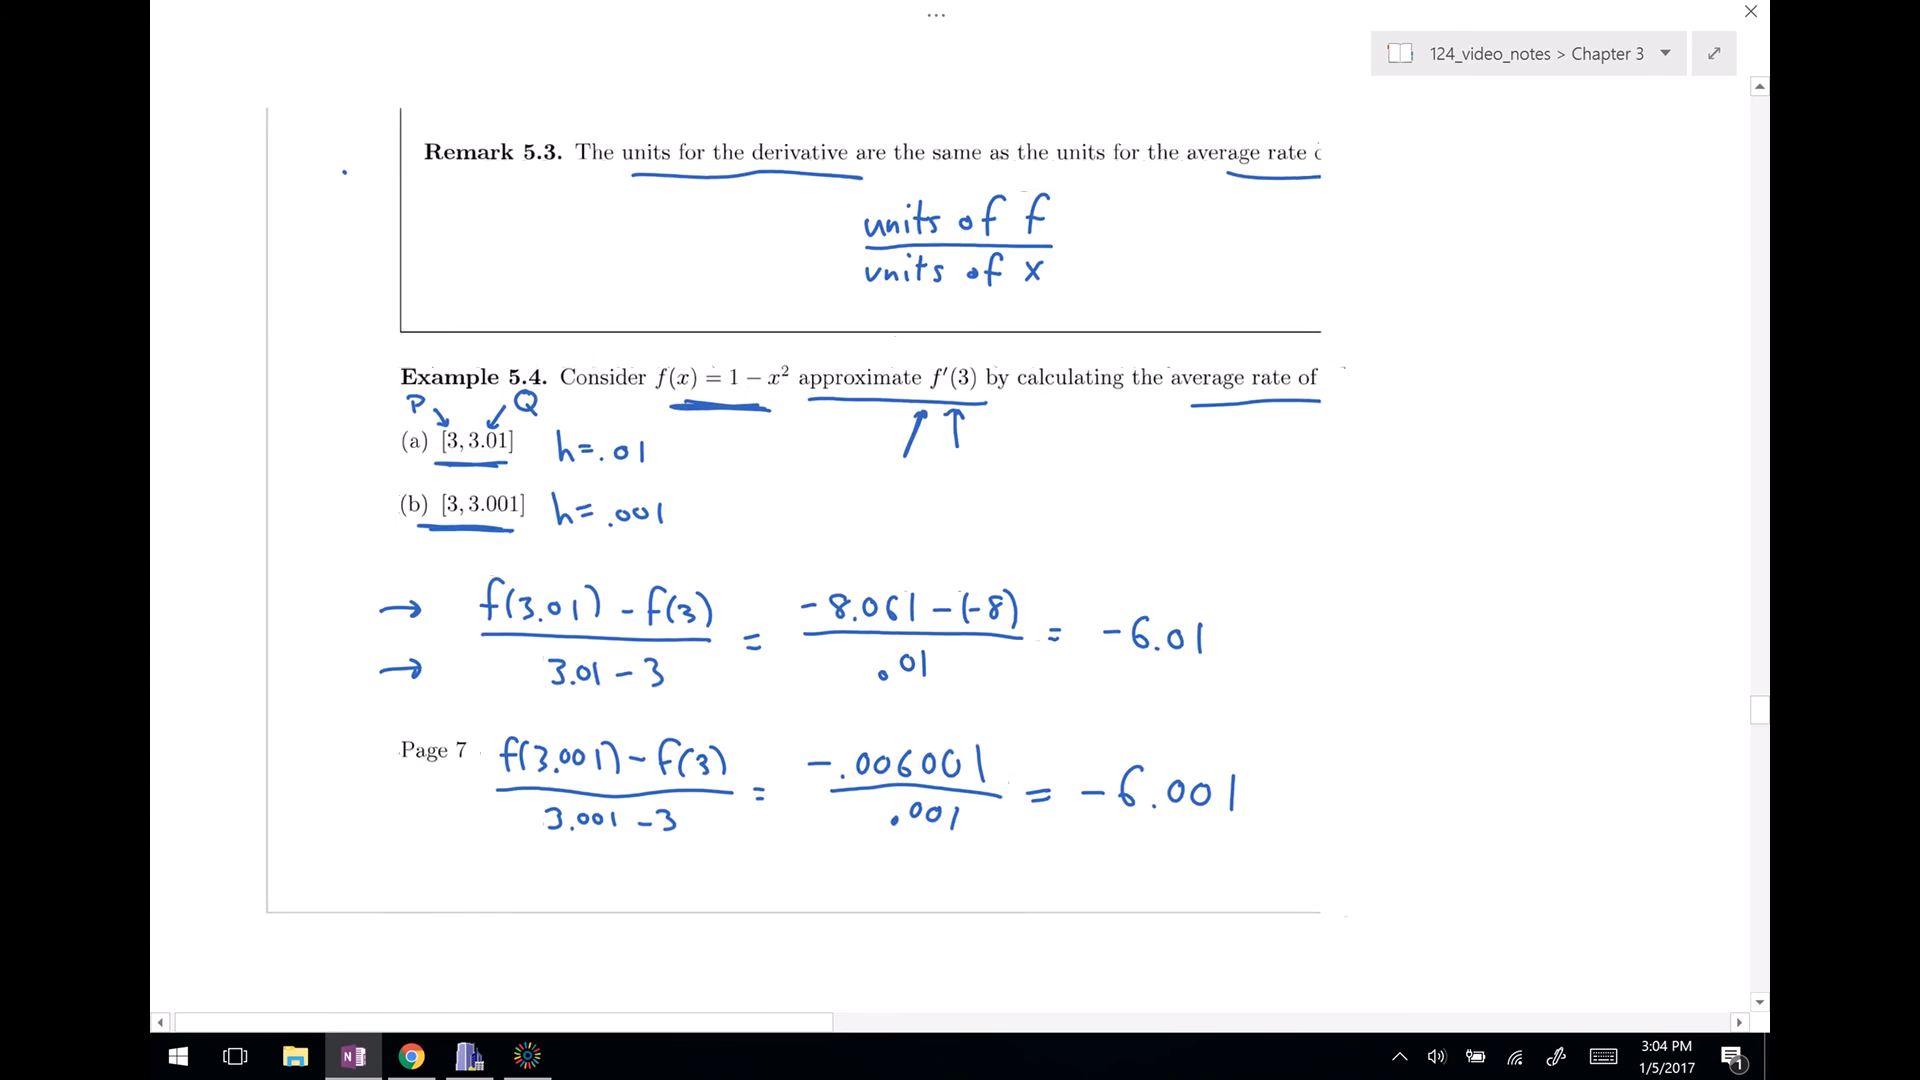 ...
124_video_notes > Chapter 3
Remark 5.3. The units for the derivative are the same as the units for the average rate
units of f
units of x
Example 5.4. Consider f(x) = 1 − x² approximate f′(3) by calculating the average rate of
P Q
(a) [3, 3.01] h=.01
(b) [3, 3.001] h=.001
→ f(3.01) - f(3) / 3.01 - 3 = -8.061 - (-8) / .01 = -6.01
→
Page 7 f(3.001) - f(3) / 3.001 - 3 = -.006001 / .001 = -6.001
N
3:04 PM
1/5/2017
1